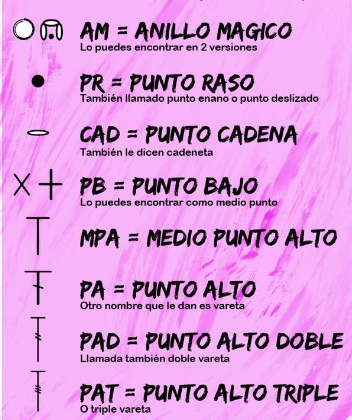 AM = ANILLO MAGICO
Lo puedes encontrar en 2 versiones
PR = PUNTO RASO
También llamado punto enano o punto deslizado
CAD = PUNTO CADENA
También le dicen cadeneta
PB = PUNTO BAJO
Lo puedes encontrar como medio punto
MPA = MEDIO PUNTO ALTO
PA = PUNTO ALTO
Otro nombre que le dan es vareta
PAD = PUNTO ALTO DOBLE
Llamada también doble vareta
PAT = PUNTO ALTO TRIPLE
O triple vareta